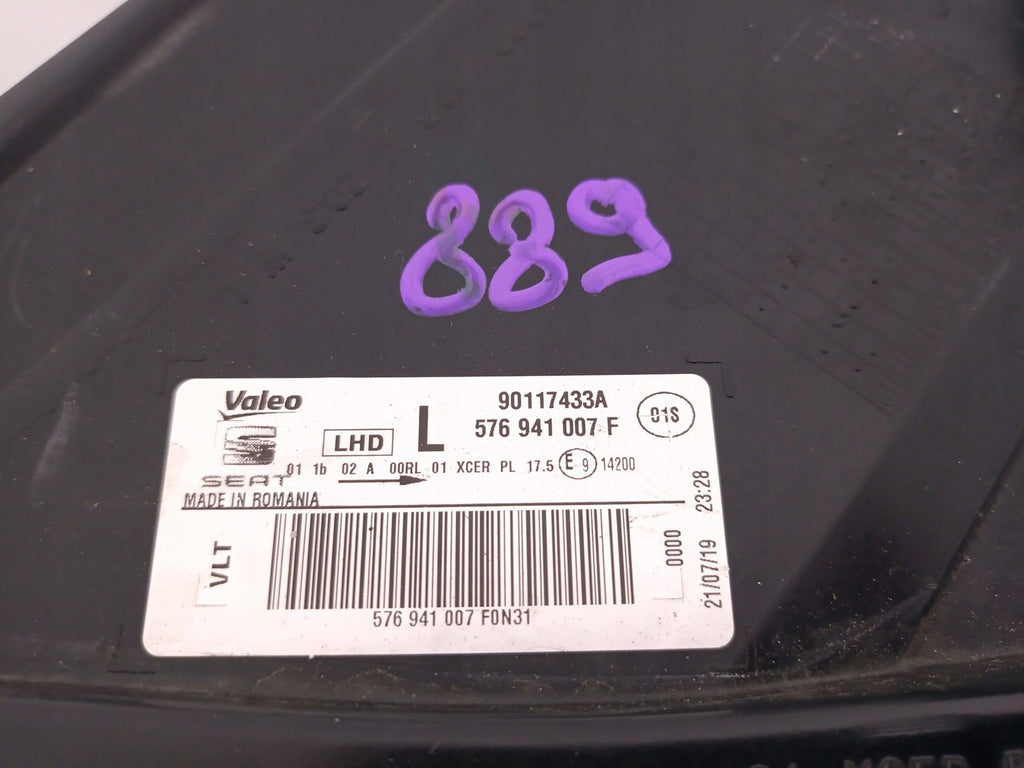 889
Valeo
90117433A
LHD L 576 941 007 F 01S
SEAT
01 1b 02 A 00RL 01 XCER PL 17.5 E 9 14200
MADE IN ROMANIA
VLT
576 941 007 F0N31
0000
21/07/19 23:28